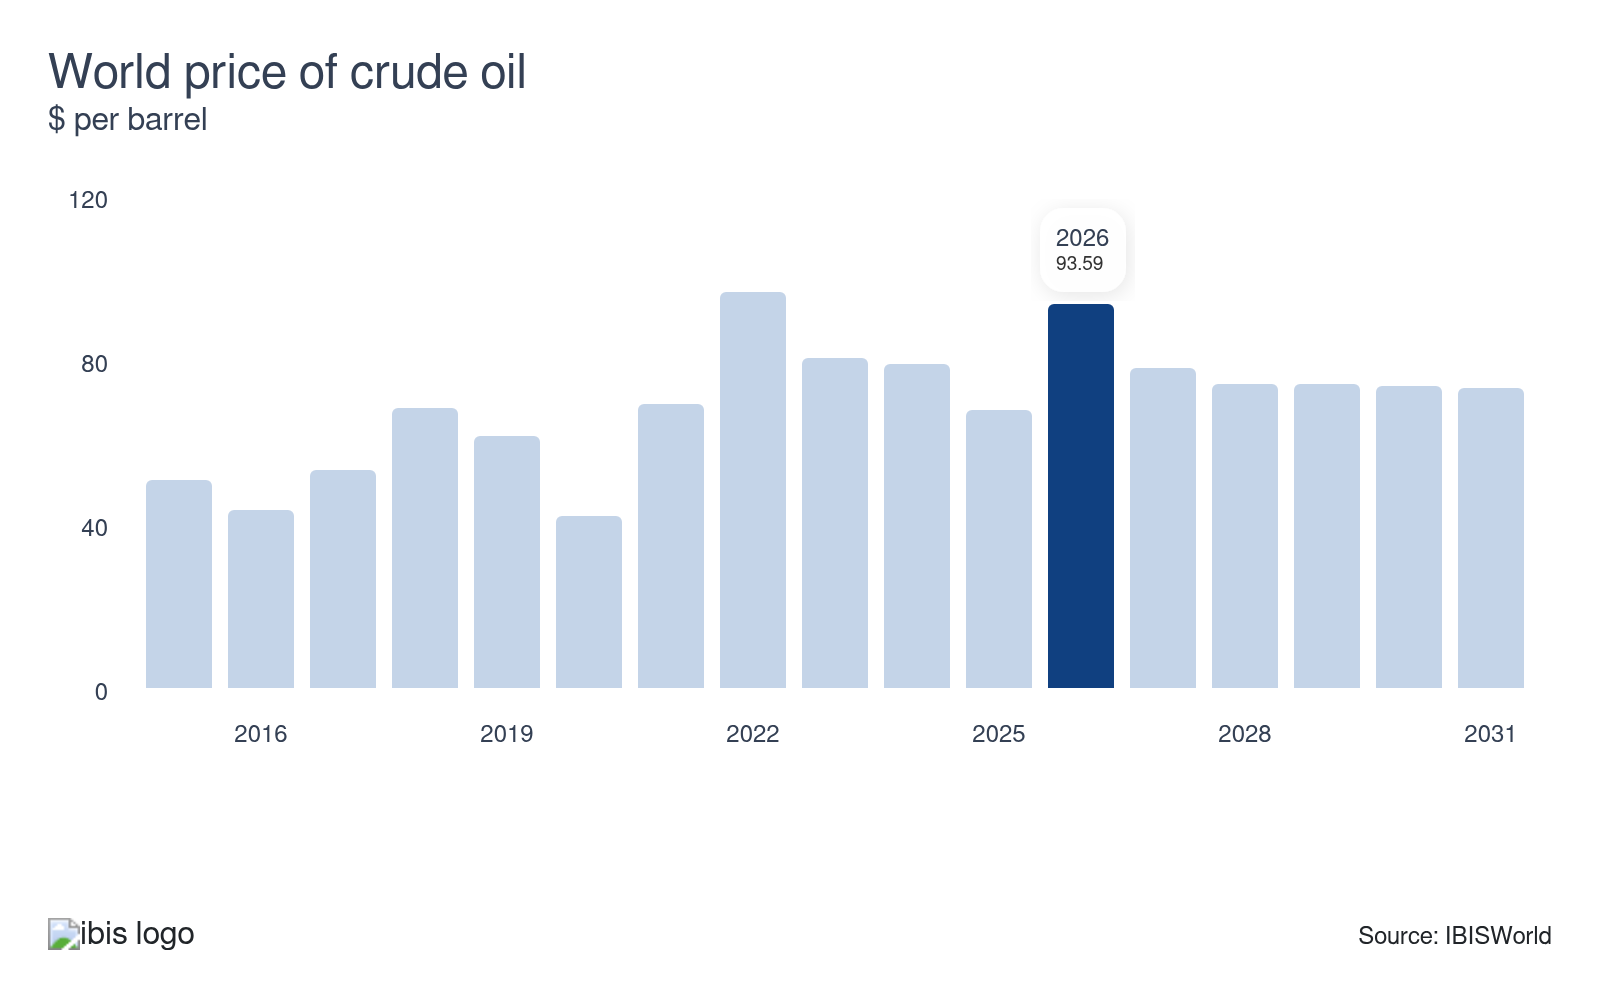 World price of crude oil
$ per barrel
120
2026
93.59
80
40
0
2016 2019 2022 2025 2028 2031
ibis logo
Source: IBISWorld